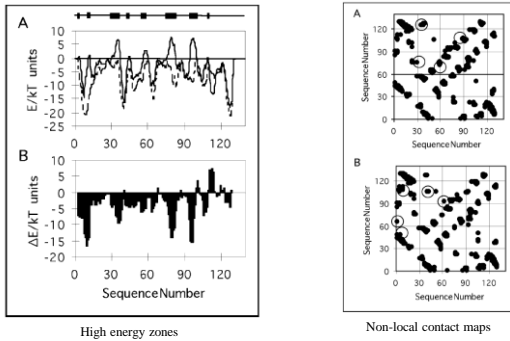 A
10
5
0
-5
-10
-15
-20
-25
E/kT units
0 30 60 90 120
B
10
5
0
-5
-10
-15
-20
ΔE/kT units
0 30 60 90 120
Sequence Number
High energy zones
A
120
90
60
30
0
Sequence Number
0 30 60 90 120
Sequence Number
B
120
90
60
30
0
Sequence Number
0 30 60 90 120
Sequence Number
Non-local contact maps